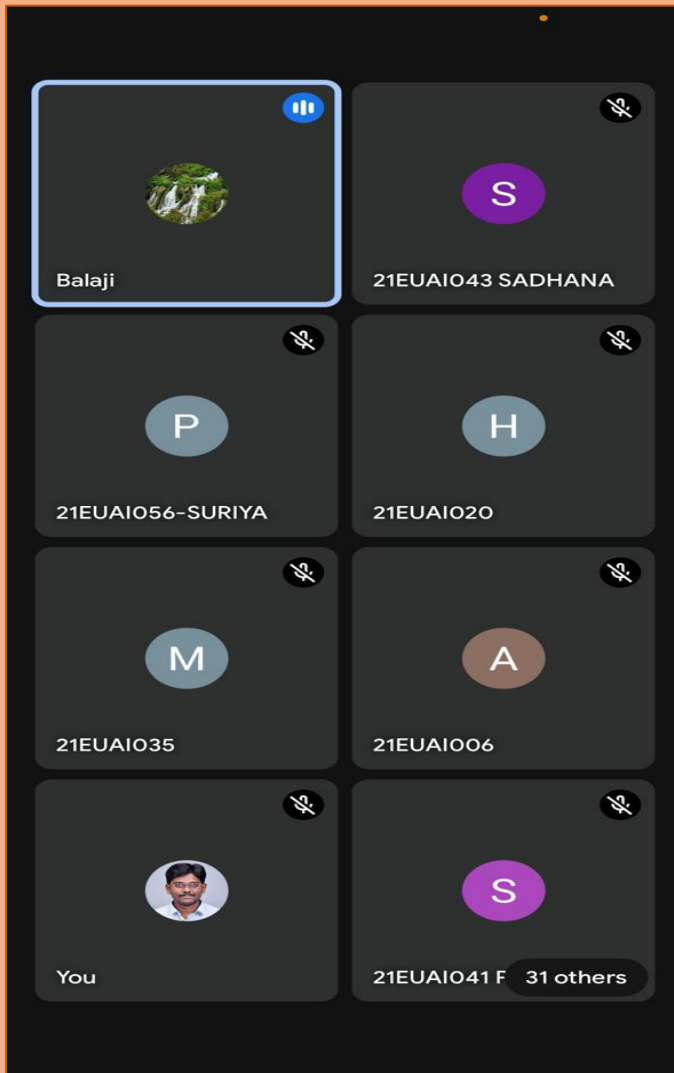 Balaji
S
21EUAI043 SADHANA
P
21EUAI056-SURIYA
H
21EUAI020
M
21EUAI035
A
21EUAI006
You
S
21EUAI041 F
31 others